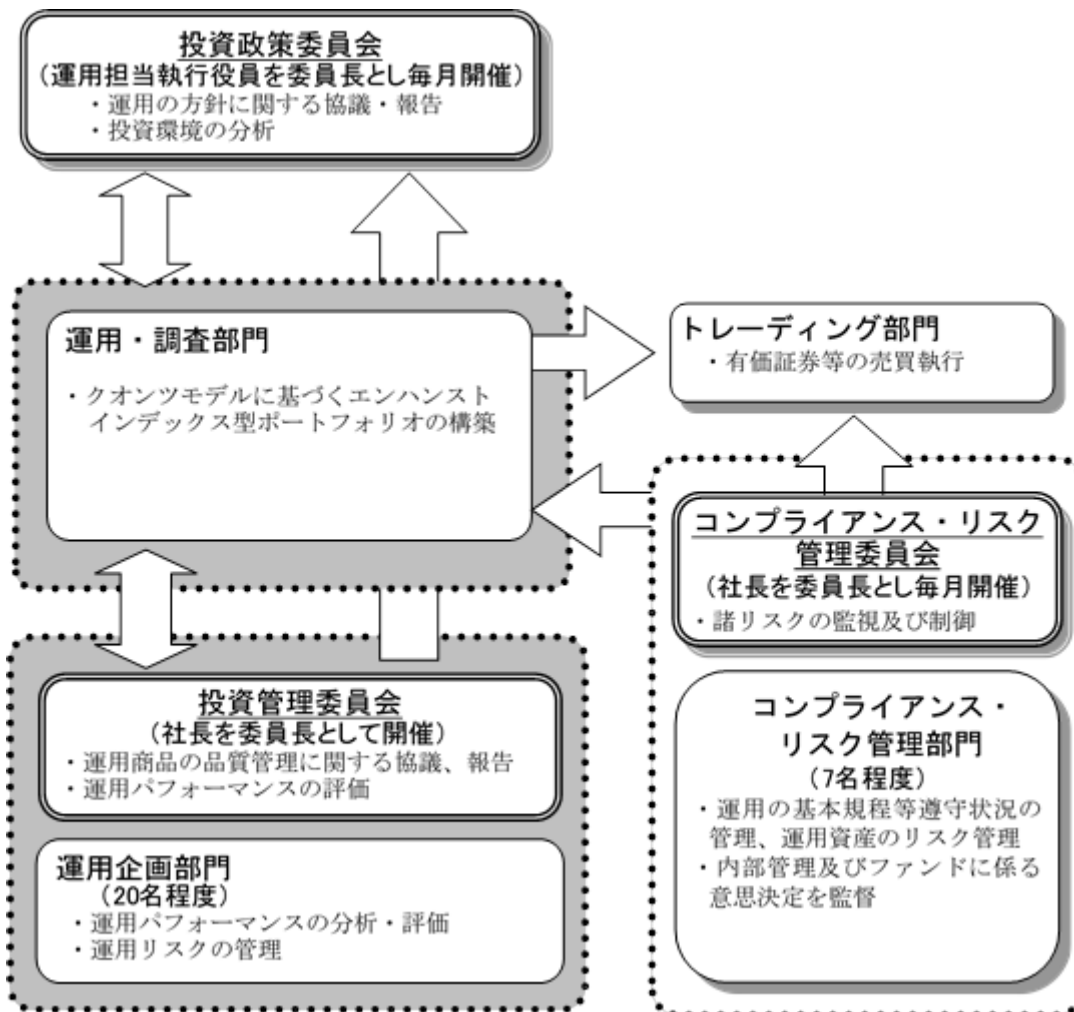 投資政策委員会
(運用担当執行役員を委員長とし毎月開催)
・運用の方針に関する協議・報告
・投資環境の分析
運用・調査部門
・クオンツモデルに基づくエンハンスト
インデックス型ポートフォリオの構築
トレーディング部門
・有価証券等の売買執行
コンプライアンス・リスク
管理委員会
(社長を委員長とし毎月開催)
・諸リスクの監視及び制御
投資管理委員会
(社長を委員長として開催)
・運用商品の品質管理に関する協議、報告
・運用パフォーマンスの評価
運用企画部門
(20名程度)
・運用パフォーマンスの分析・評価
・運用リスクの管理
コンプライアンス・
リスク管理部門
(7名程度)
・運用の基本規程等遵守状況の
管理、運用資産のリスク管理
・内部管理及びファンドに係る
意思決定を監督